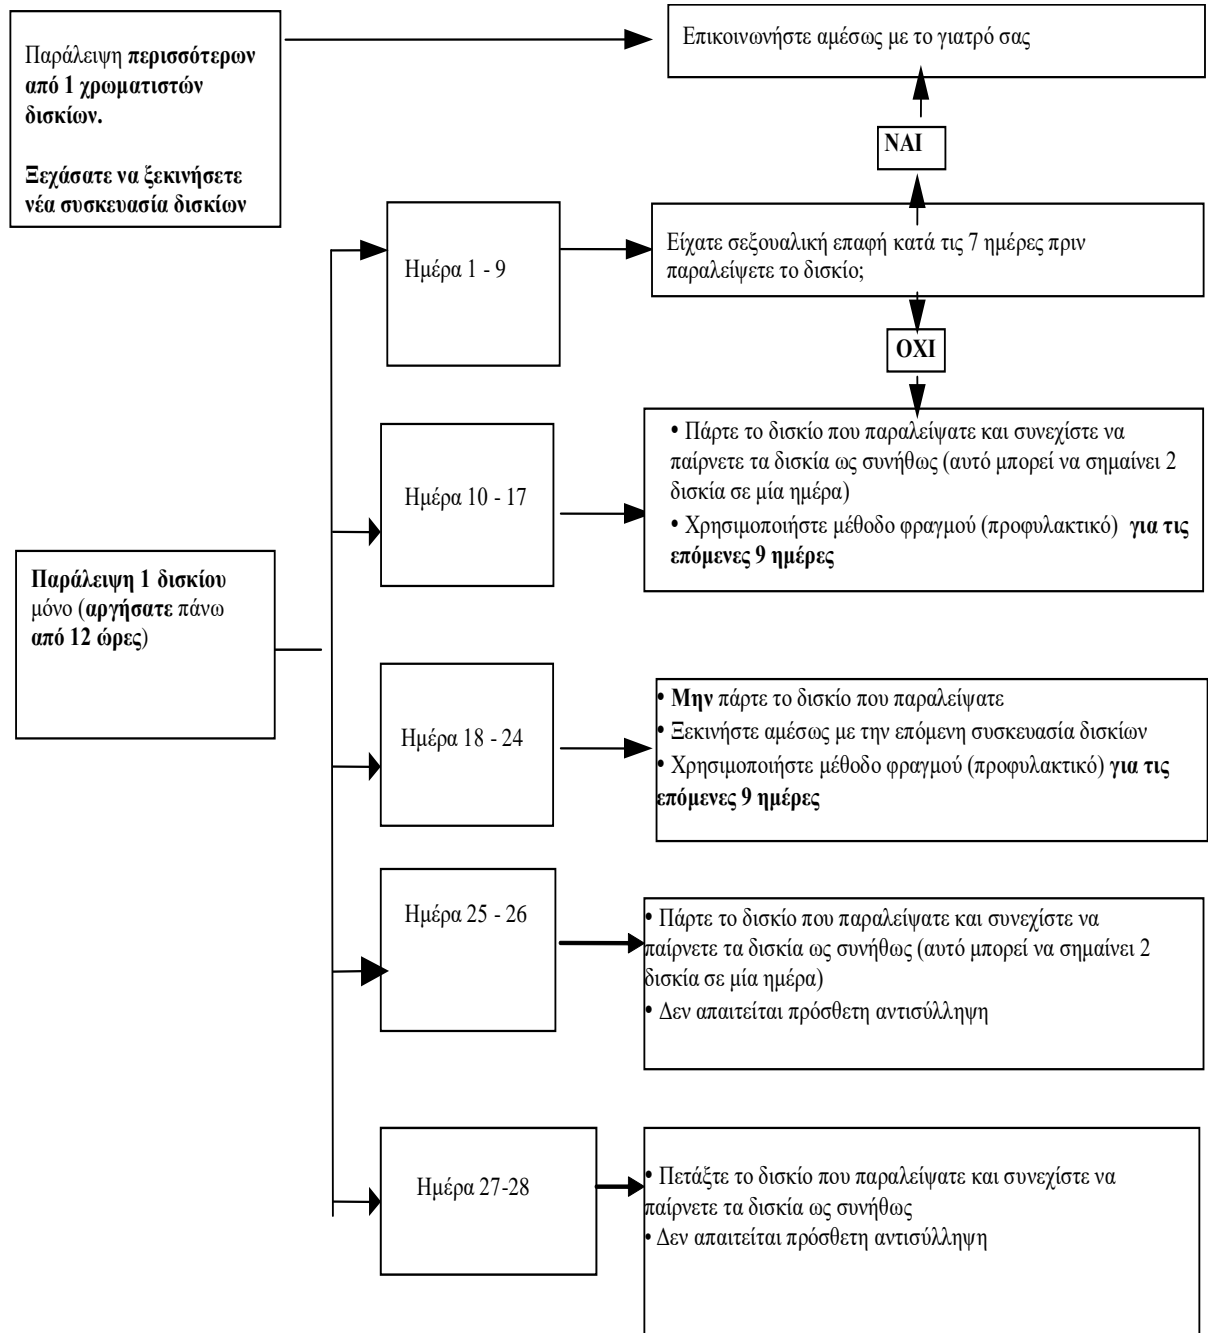 Παράλειψη περισσότερων
από 1 χρωματιστών
δισκίων.
Ξεχάσατε να ξεκινήσετε
νέα συσκευασία δισκίων
Επικοινωνήστε αμέσως με το γιατρό σας
ΝΑΙ
Ημέρα 1 - 9
Είχατε σεξουαλική επαφή κατά τις 7 ημέρες πριν
παραλείψετε το δισκίο;
ΟΧΙ
Ημέρα 10 - 17
• Πάρτε το δισκίο που παραλείψατε και συνεχίστε να
παίρνετε τα δισκία ως συνήθως (αυτό μπορεί να σημαίνει 2
δισκία σε μία ημέρα)
• Χρησιμοποιήστε μέθοδο φραγμού (προφυλακτικό) για τις
επόμενες 9 ημέρες
Παράλειψη 1 δισκίου
μόνο (αργήσατε πάνω
από 12 ώρες)
Ημέρα 18 - 24
• Μην πάρτε το δισκίο που παραλείψατε
• Ξεκινήστε αμέσως με την επόμενη συσκευασία δισκίων
• Χρησιμοποιήστε μέθοδο φραγμού (προφυλακτικό) για τις
επόμενες 9 ημέρες
Ημέρα 25 - 26
• Πάρτε το δισκίο που παραλείψατε και συνεχίστε να
παίρνετε τα δισκία ως συνήθως (αυτό μπορεί να σημαίνει 2
δισκία σε μία ημέρα)
• Δεν απαιτείται πρόσθετη αντισύλληψη
Ημέρα 27-28
• Πετάξτε το δισκίο που παραλείψατε και συνεχίστε να
παίρνετε τα δισκία ως συνήθως
• Δεν απαιτείται πρόσθετη αντισύλληψη